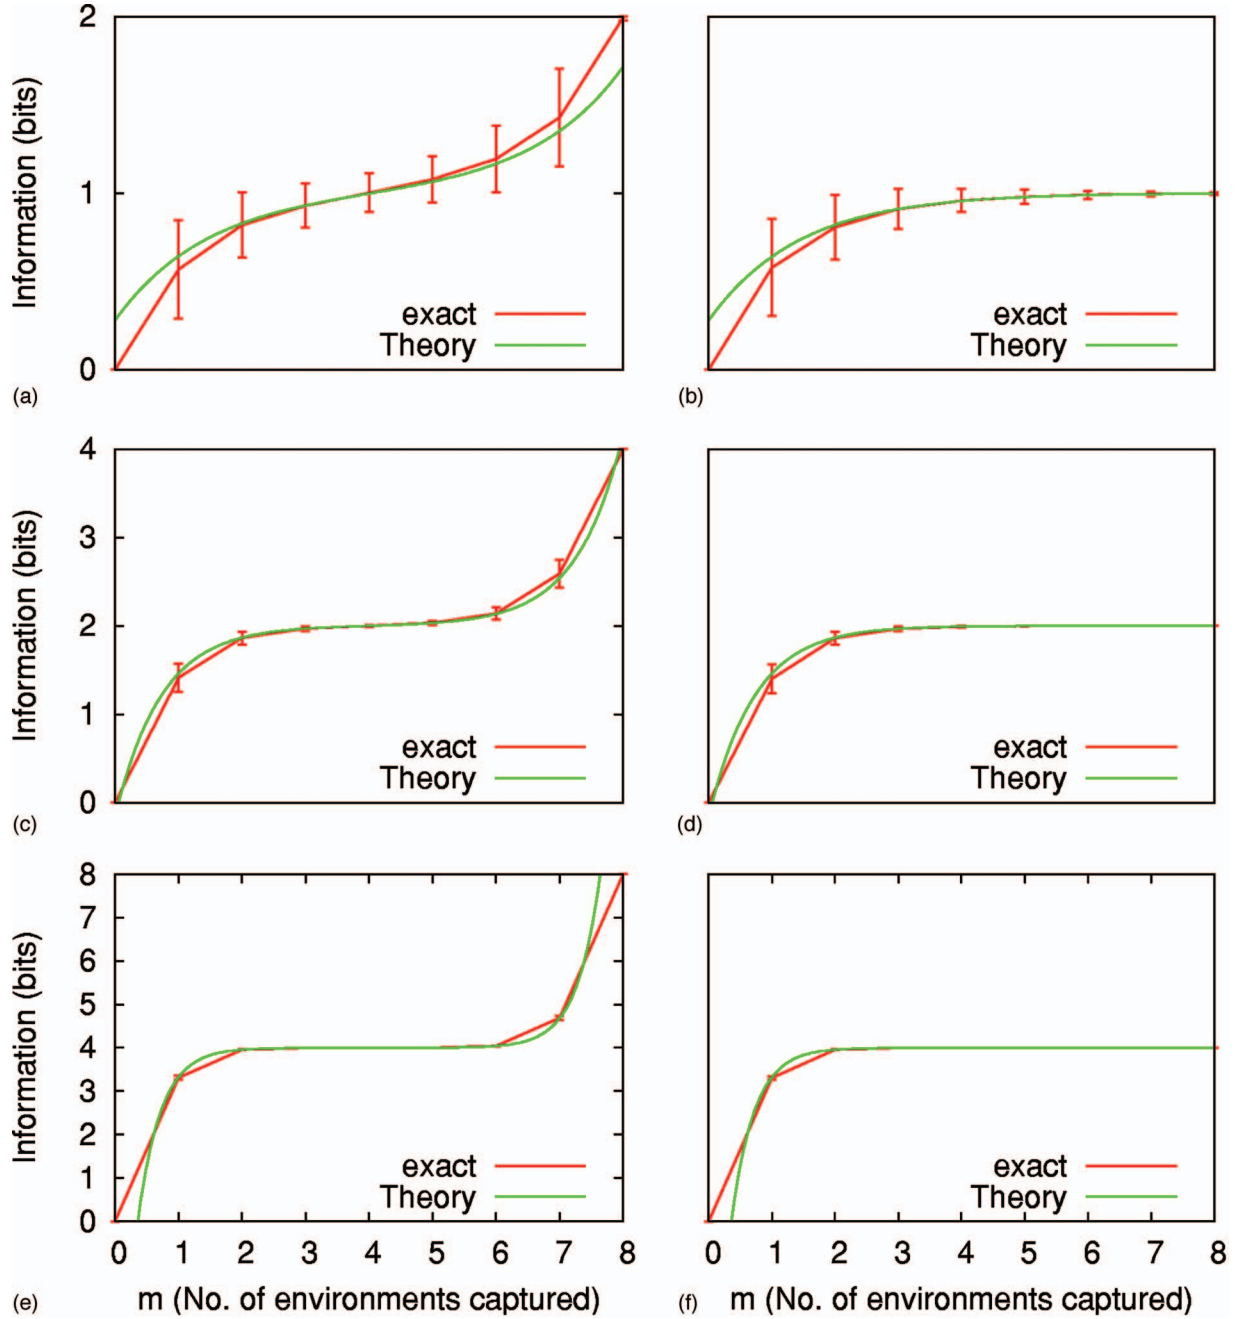 2
1
0
Information (bits)
exact
Theory
(a)
exact
Theory
(b)
4
3
2
1
0
Information (bits)
exact
Theory
(c)
exact
Theory
(d)
8
7
6
5
4
3
2
1
0
Information (bits)
exact
Theory
0 1 2 3 4 5 6 7 8
m (No. of environments captured)
(e)
exact
Theory
0 1 2 3 4 5 6 7 8
m (No. of environments captured)
(f)